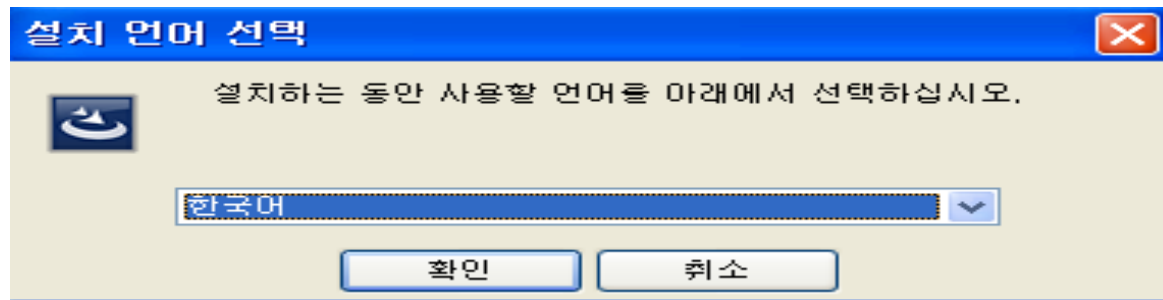 설치 언어 선택
설치하는 동안 사용할 언어를 아래에서 선택하십시오.
한국어
확인
취소